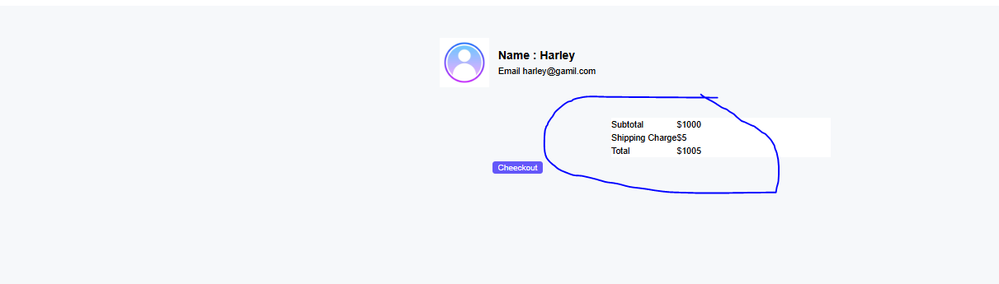 Name : Harley
Email harley@gamil.com
Subtotal $1000
Shipping Charge$5
Total $1005
Cheeckout